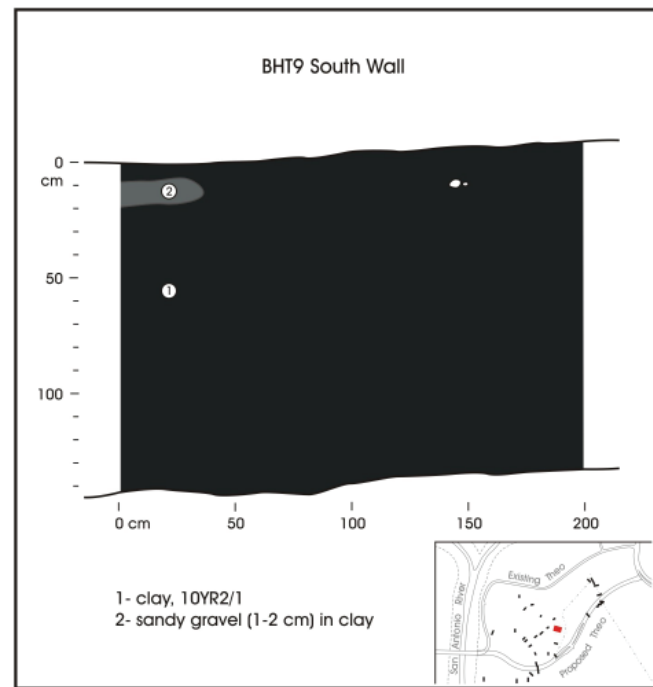 BHT9 South Wall
0
cm
2
50
1
100
0 cm
50
100
150
200
1- clay, 10YR2/1
2- sandy gravel (1-2 cm) in clay
San Antonio River
Existing Theo
Proposed Theo